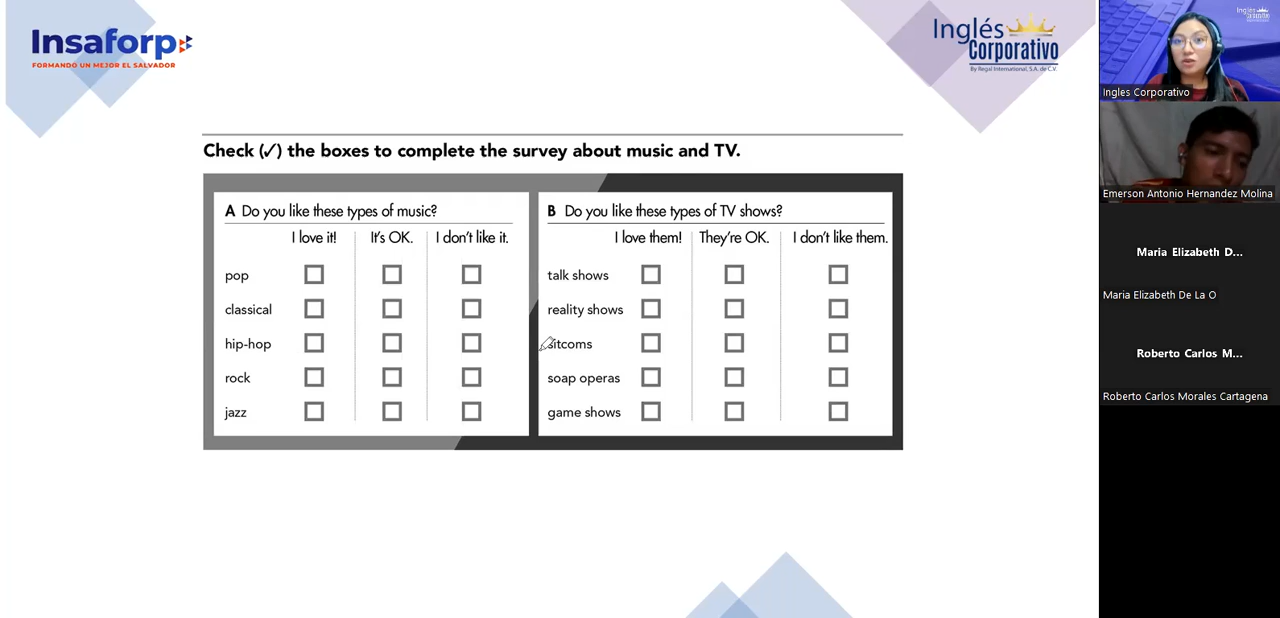 Insaforp
FORMANDO UN MEJOR EL SALVADOR
Inglés
Corporativo
By Regal International, S.A. de C.V.
Check (✓) the boxes to complete the survey about music and TV.
A Do you like these types of music?
I love it! It's OK. I don't like it.
pop
classical
hip-hop
rock
jazz
B Do you like these types of TV shows?
I love them! They're OK. I don't like them.
talk shows
reality shows
sitcoms
soap operas
game shows
Inglés
Ingles Corporativo
Emerson Antonio Hernandez Molina
Maria Elizabeth D...
Maria Elizabeth De La O
Roberto Carlos M...
Roberto Carlos Morales Cartagena